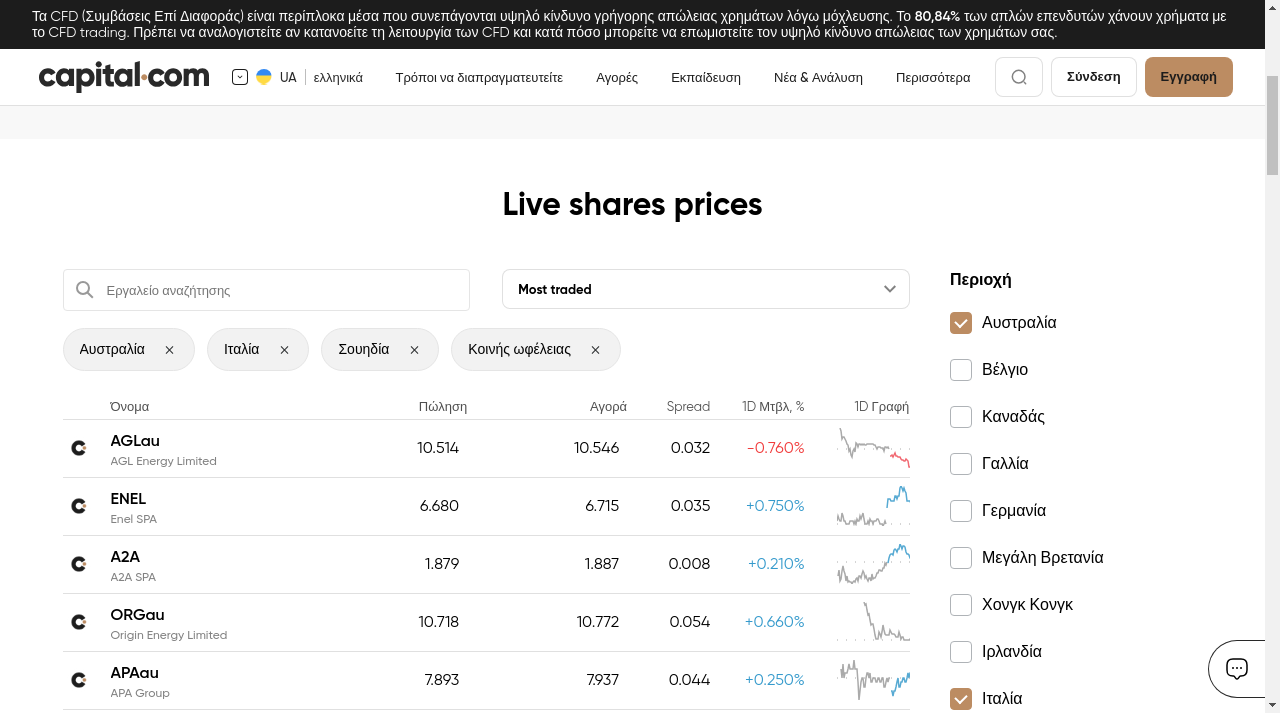 Τα CFD (Συμβάσεις Επί Διαφοράς) είναι περίπλοκα μέσα που συνεπάγονται υψηλό κίνδυνο γρήγορης απώλειας χρημάτων λόγω μόχλευσης. Το 80,84% των απλών επενδυτών χάνουν χρήματα με
το CFD trading. Πρέπει να αναλογιστείτε αν κατανοείτε τη λειτουργία των CFD και κατά πόσο μπορείτε να επωμιστείτε τον υψηλό κίνδυνο απώλειας των χρημάτων σας.
capital.com UA ελληνικά Τρόποι να διαπραγματευτείτε Αγορές Εκπαίδευση Νέα & Ανάλυση Περισσότερα Σύνδεση Εγγραφή
Live shares prices
Εργαλείο αναζήτησης Most traded
Αυστραλία Ιταλία Σουηδία Κοινής ωφέλειας
Όνομα Πώληση Αγορά Spread 1D Μτβλ, % 1D Γραφή
AGLau 10.514 10.546 0.032 -0.760%
AGL Energy Limited
ENEL 6.680 6.715 0.035 +0.750%
Enel SPA
A2A 1.879 1.887 0.008 +0.210%
A2A SPA
ORGau 10.718 10.772 0.054 +0.660%
Origin Energy Limited
APAau 7.893 7.937 0.044 +0.250%
APA Group
Περιοχή
Αυστραλία
Βέλγιο
Καναδάς
Γαλλία
Γερμανία
Μεγάλη Βρετανία
Χονγκ Κονγκ
Ιρλανδία
Ιταλία